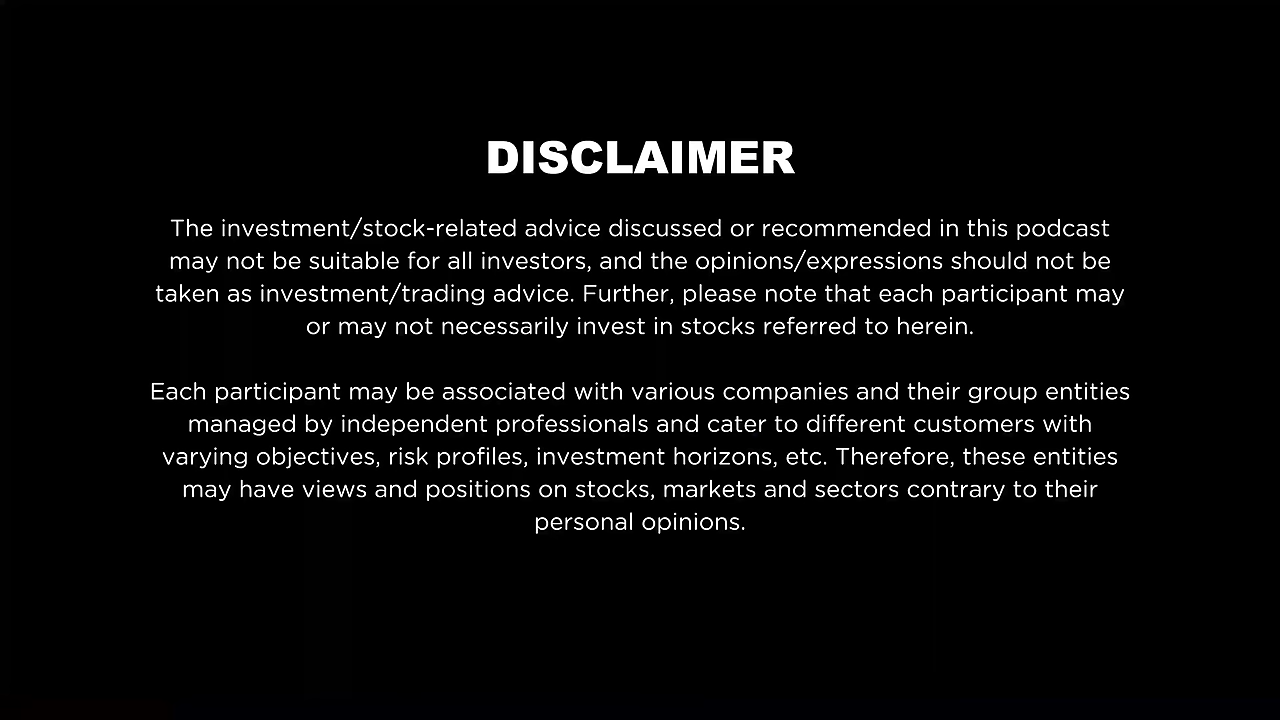 DISCLAIMER
The investment/stock-related advice discussed or recommended in this podcast
may not be suitable for all investors, and the opinions/expressions should not be
taken as investment/trading advice. Further, please note that each participant may
or may not necessarily invest in stocks referred to herein.
Each participant may be associated with various companies and their group entities
managed by independent professionals and cater to different customers with
varying objectives, risk profiles, investment horizons, etc. Therefore, these entities
may have views and positions on stocks, markets and sectors contrary to their
personal opinions.